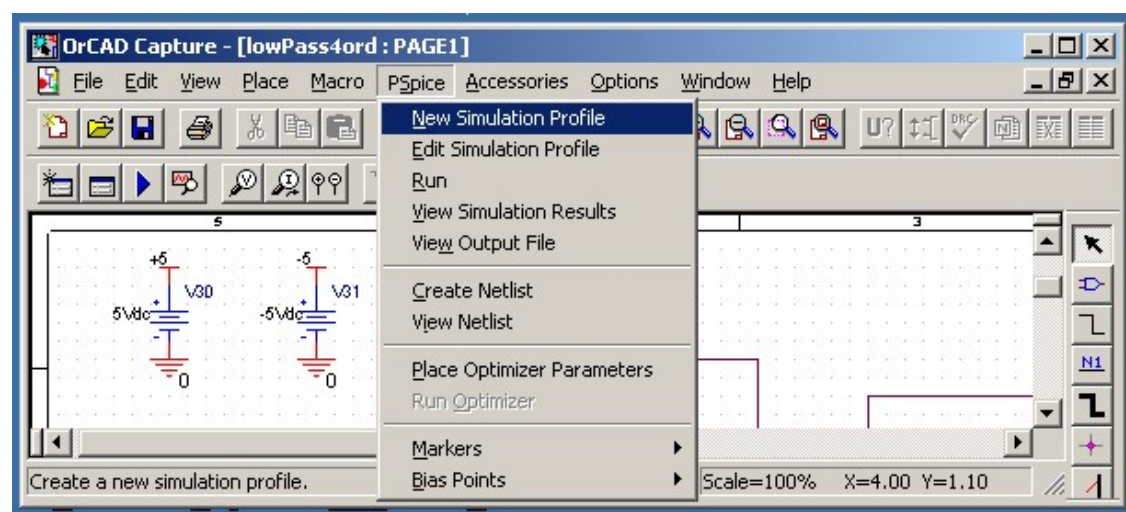 OrCAD Capture - [lowPass4ord : PAGE1]
File Edit View Place Macro PSpice Accessories Options Window Help
New Simulation Profile
U? DRC
Edit Simulation Profile
Run
V I
View Simulation Results
5 3
View Output File
+5 -5
V30 V31
5Vdc -5Vdc
Create Netlist
View Netlist
N1
0 0
Place Optimizer Parameters
Run Optimizer
Markers
Bias Points
Create a new simulation profile. Scale=100% X=4.00 Y=1.10